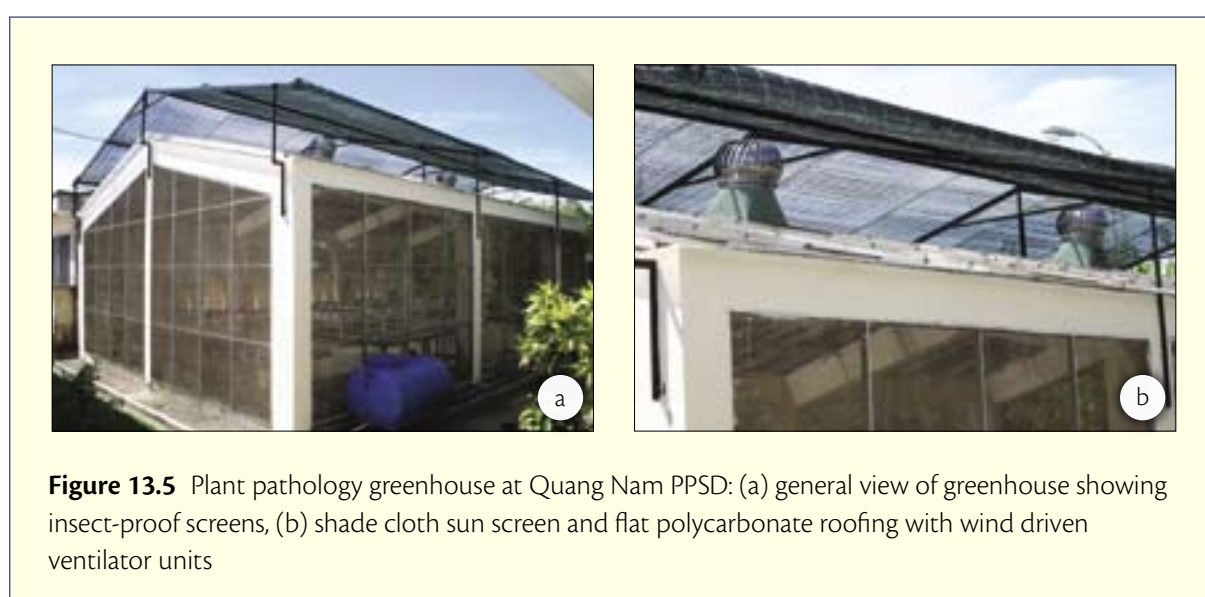 a
b
Figure 13.5 Plant pathology greenhouse at Quang Nam PPSD: (a) general view of greenhouse showing
insect-proof screens, (b) shade cloth sun screen and flat polycarbonate roofing with wind driven
ventilator units